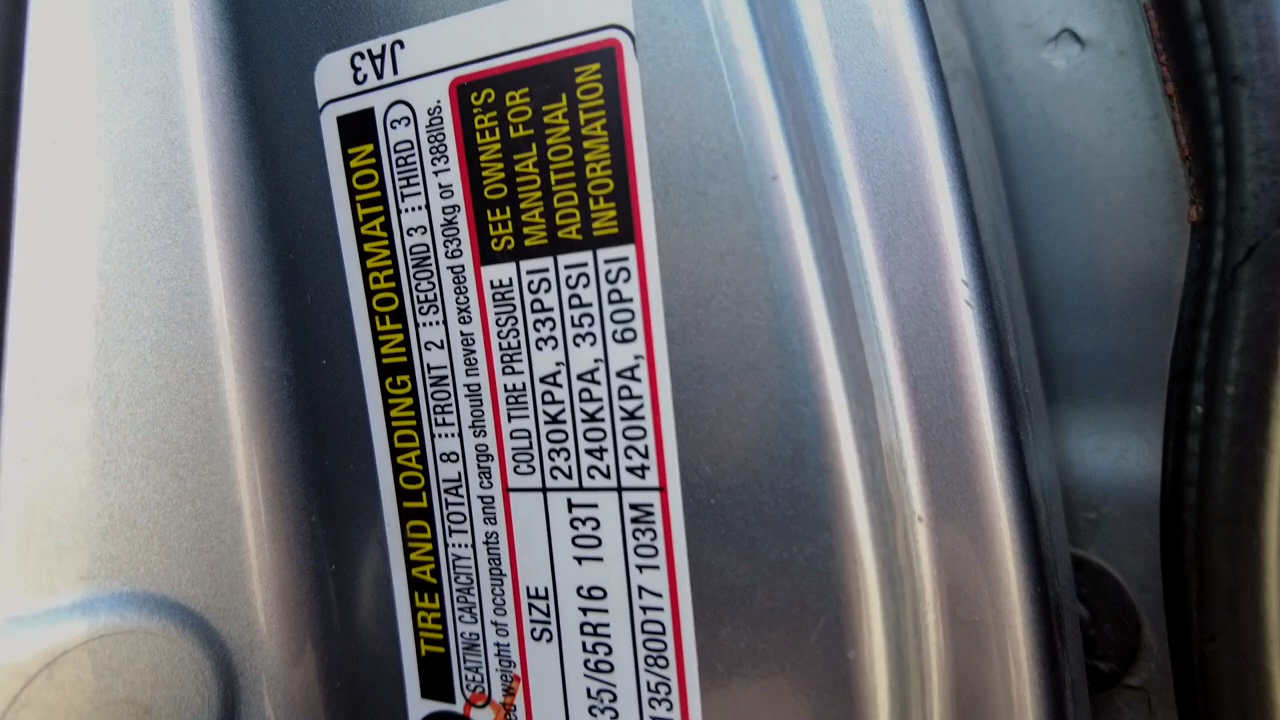 JA3
TIRE AND LOADING INFORMATION
SEATING CAPACITY TOTAL 8 FRONT 2 SECOND 3 THIRD 3
weight of occupants and cargo should never exceed 630kg or 1388lbs.
SIZE COLD TIRE PRESSURE
230KPA, 33PSI
35/65R16 103T 240KPA, 35PSI
135/80D17 103M 420KPA, 60PSI
SEE OWNER'S
MANUAL FOR
ADDITIONAL
INFORMATION